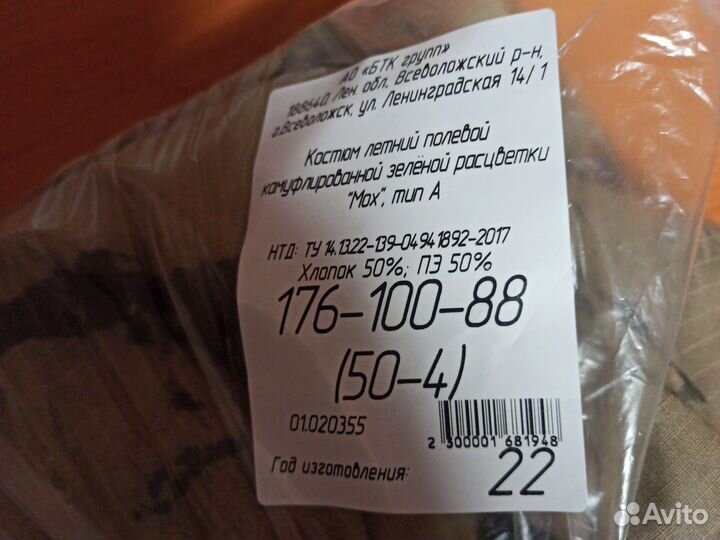 АО «БТК групп»
188640, Лен. обл., Всеволожский р-н,
г.Всеволожск, ул. Ленинградская 14/1
Костюм летний полевой
камуфлированной зелёной расцветки
"Мох", тип А
НТД: ТУ 14.13.22-139-04941892-2017
Хлопок 50%; ПЭ 50%
176-100-88
(50-4)
01.020355
2 300001 681948
Год изготовления: 22
Avito